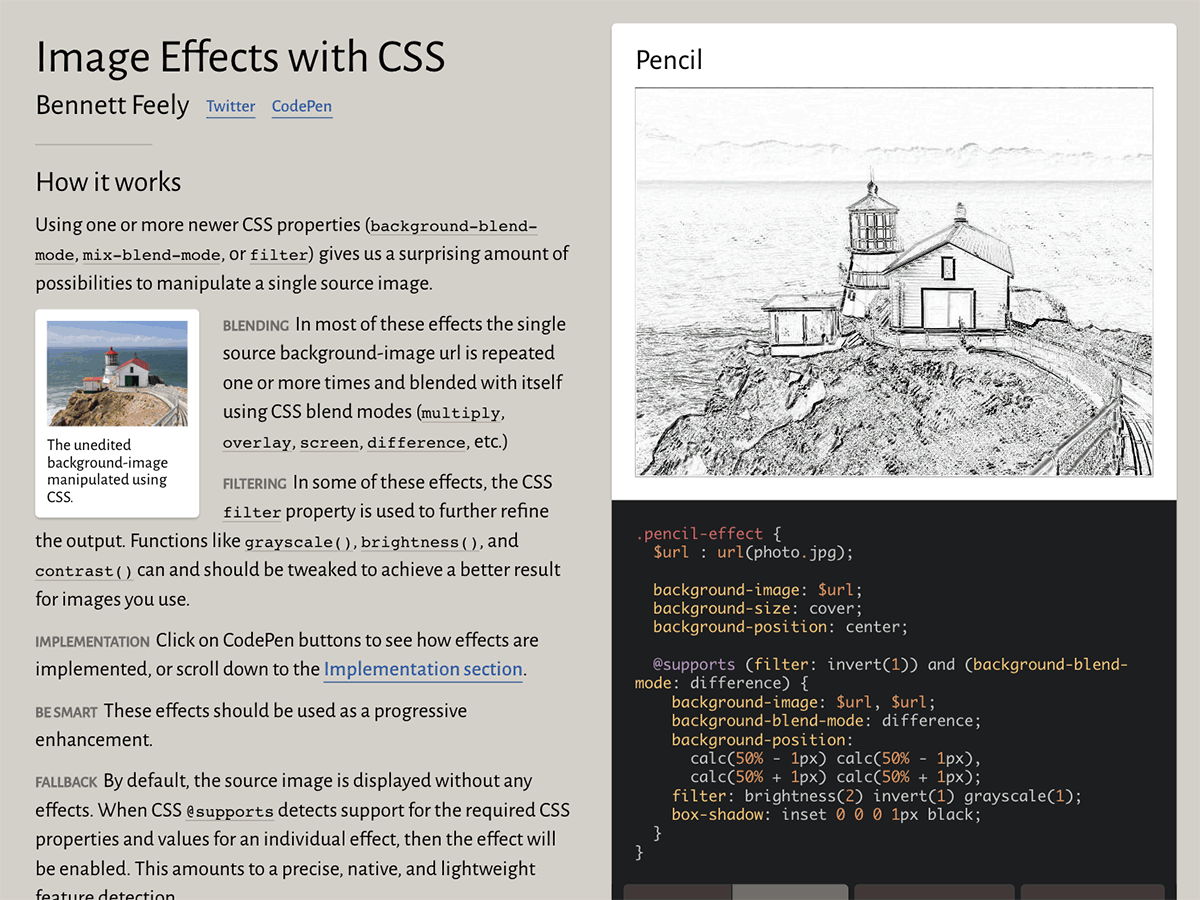 Image Effects with CSS
Bennett Feely Twitter CodePen
How it works
Using one or more newer CSS properties (background-blend-
mode, mix-blend-mode, or filter) gives us a surprising amount of
possibilities to manipulate a single source image.
The unedited
background-image
manipulated using
CSS.
BLENDING In most of these effects the single
source background-image url is repeated
one or more times and blended with itself
using CSS blend modes (multiply,
overlay, screen, difference, etc.)
FILTERING In some of these effects, the CSS
filter property is used to further refine
the output. Functions like grayscale(), brightness(), and
contrast() can and should be tweaked to achieve a better result
for images you use.
IMPLEMENTATION Click on CodePen buttons to see how effects are
implemented, or scroll down to the Implementation section.
BE SMART These effects should be used as a progressive
enhancement.
FALLBACK By default, the source image is displayed without any
effects. When CSS @supports detects support for the required CSS
properties and values for an individual effect, then the effect will
be enabled. This amounts to a precise, native, and lightweight
feature detection.
Pencil
.pencil-effect {
$url : url(photo.jpg);
background-image: $url;
background-size: cover;
background-position: center;
@supports (filter: invert(1)) and (background-blend-
mode: difference) {
background-image: $url, $url;
background-blend-mode: difference;
background-position:
calc(50% - 1px) calc(50% - 1px),
calc(50% + 1px) calc(50% + 1px);
filter: brightness(2) invert(1) grayscale(1);
box-shadow: inset 0 0 0 1px black;
}
}